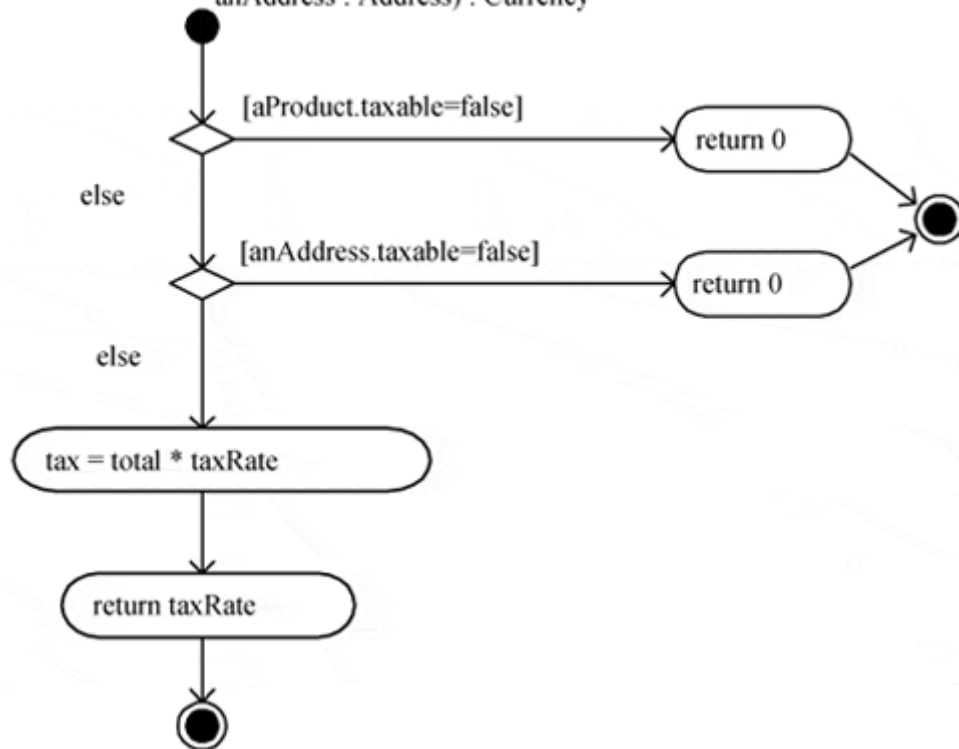 anAddress : Address) : Currency
[aProduct.taxable=false]
return 0
else
[anAddress.taxable=false]
return 0
else
tax = total * taxRate
return taxRate